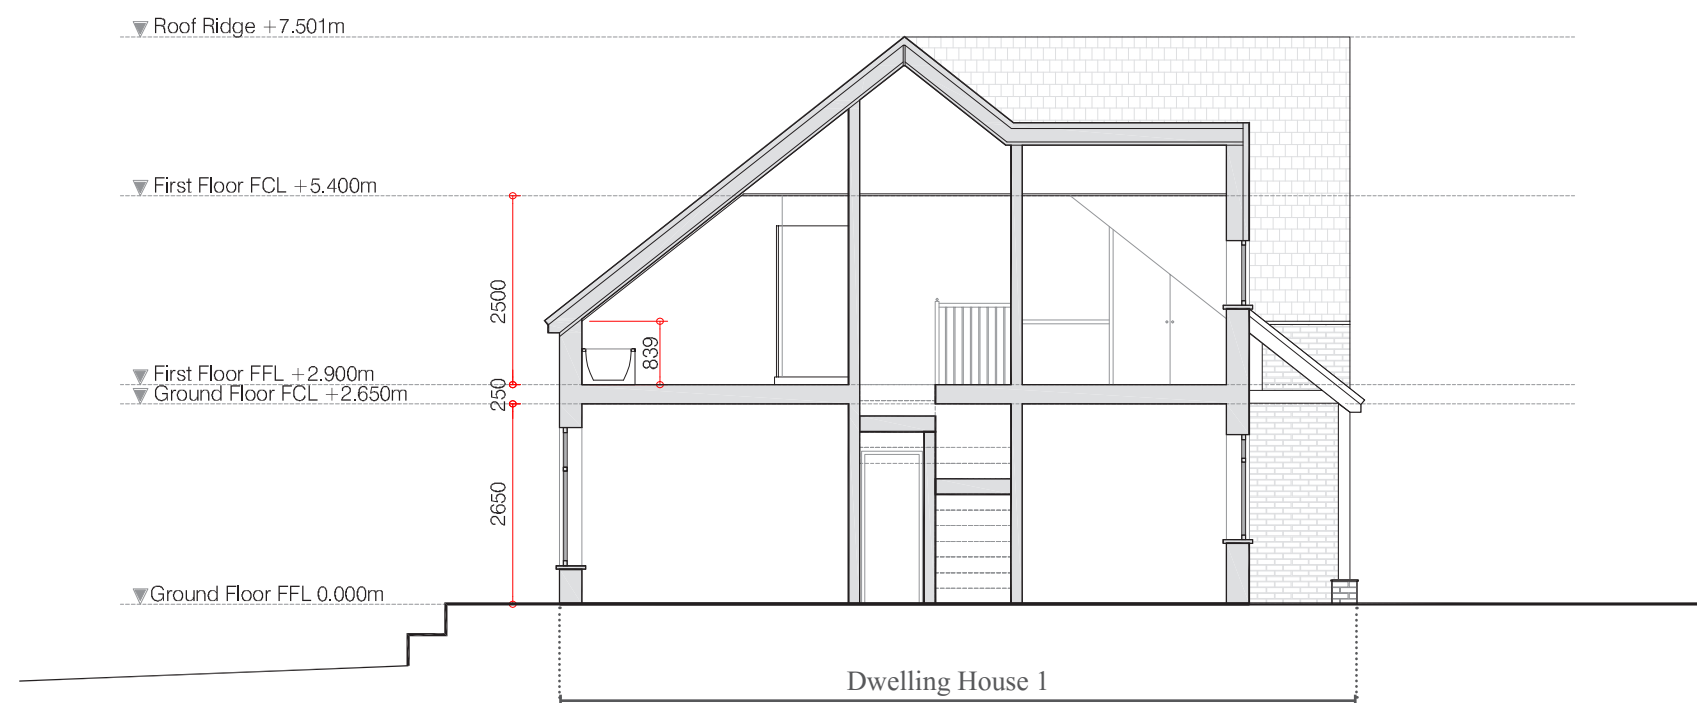 Roof Ridge +7.501m
First Floor FCL +5.400m
2500
839
First Floor FFL +2.900m
250
Ground Floor FCL +2.650m
2650
Ground Floor FFL 0.000m
Dwelling House 1